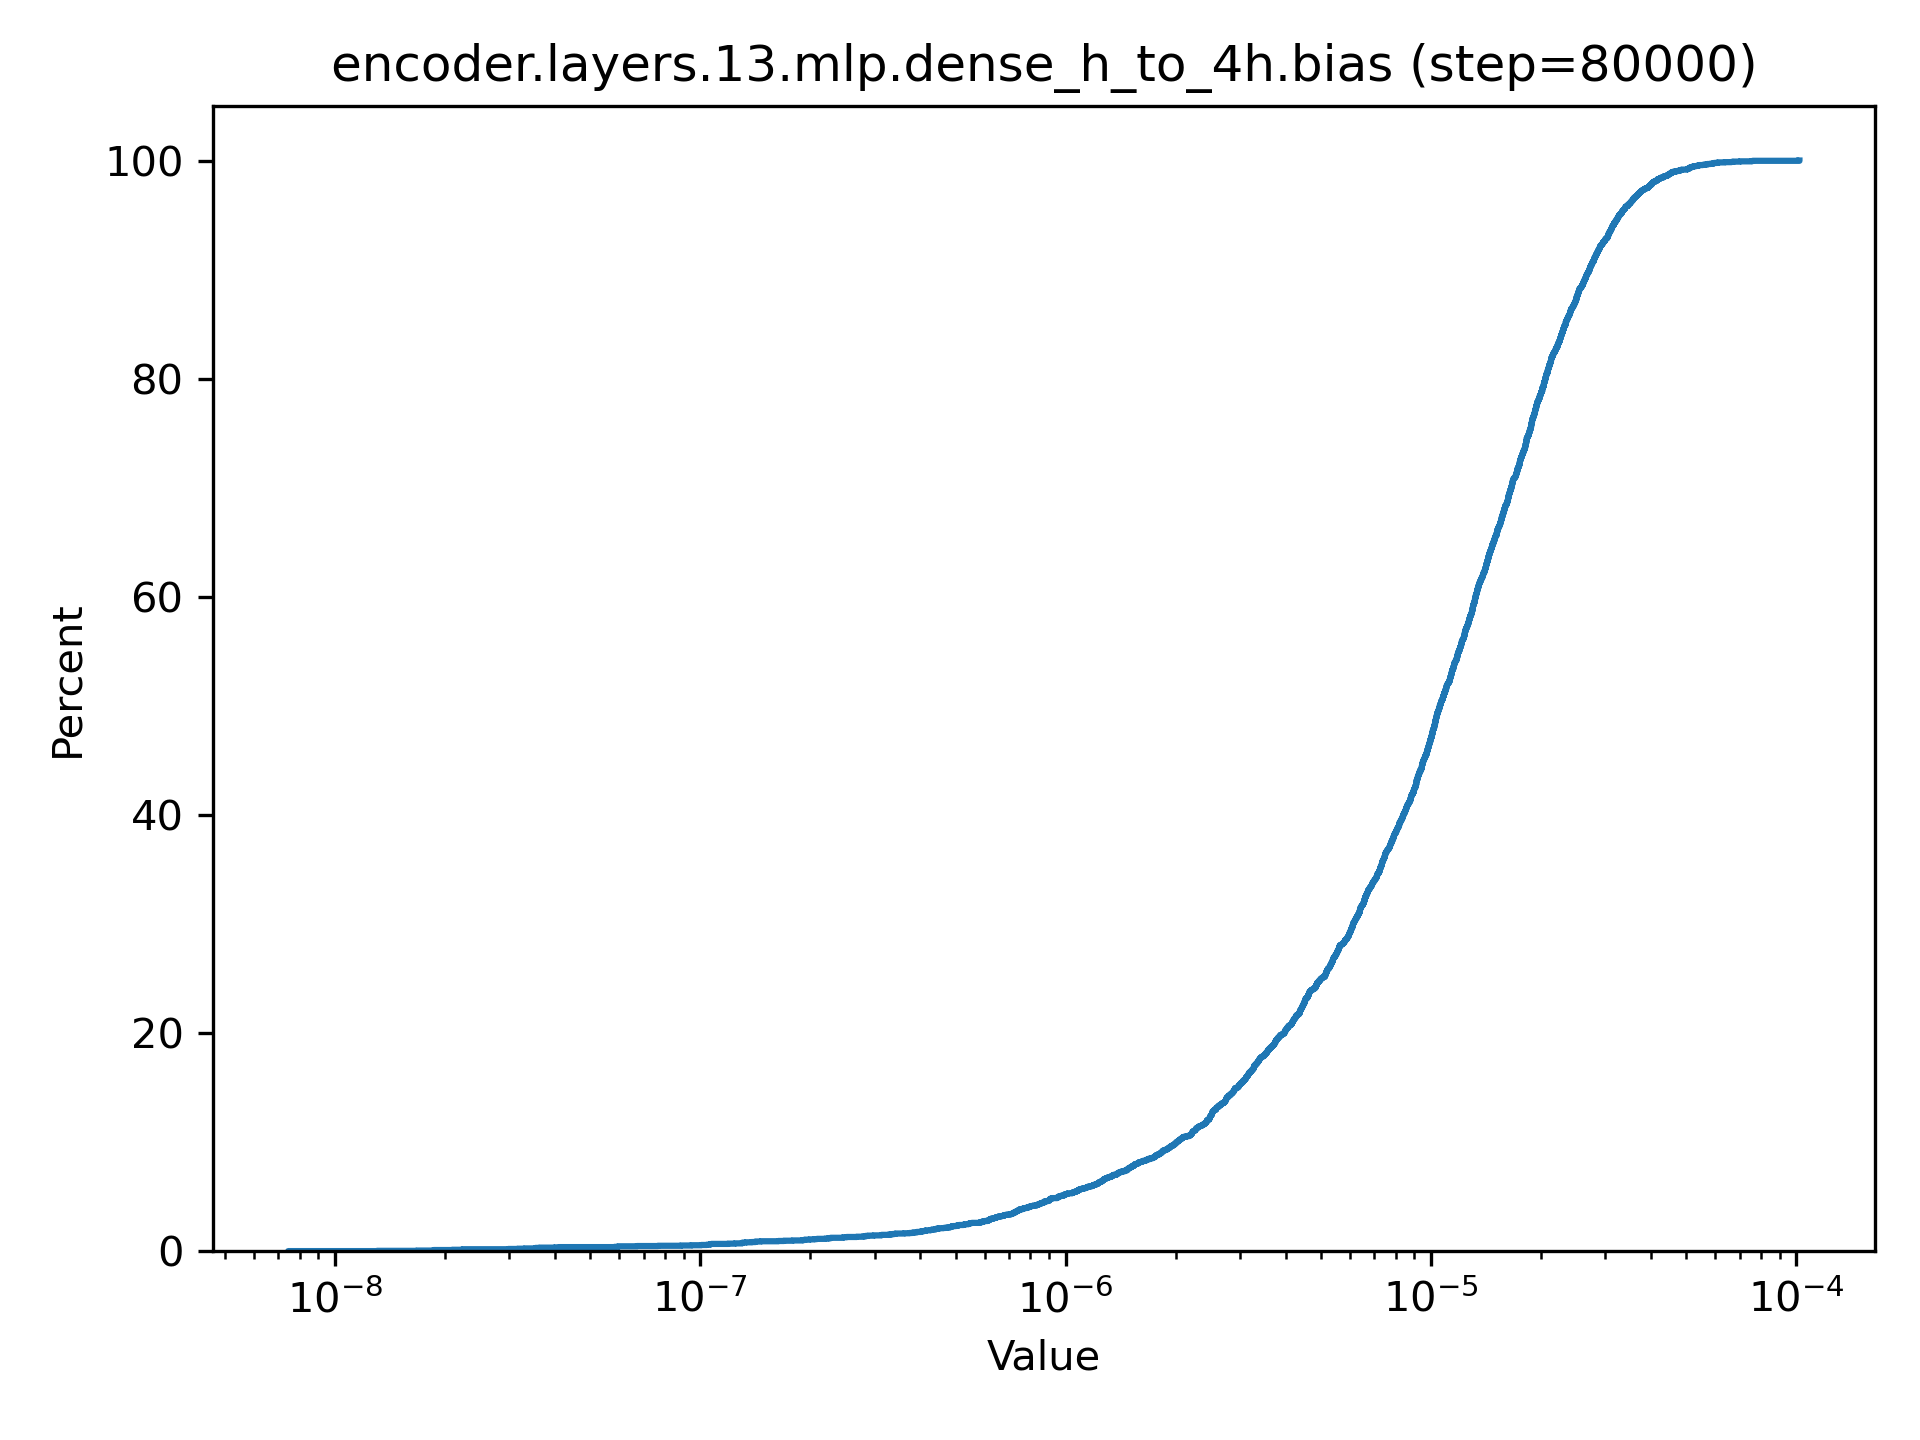 encoder.layers.13.mlp.dense_h_to_4h.bias (step=80000)
100
80
60
40
20
0
Percent
10⁻⁸ 10⁻⁷ 10⁻⁶ 10⁻⁵ 10⁻⁴
Value